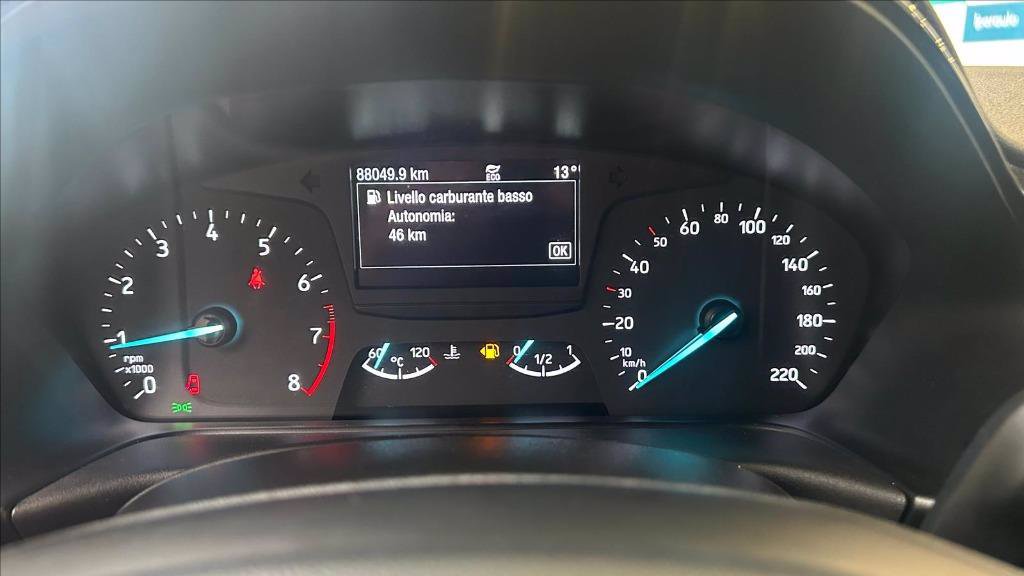 88049.9 km ECO 13°
Livello carburante basso
Autonomia:
46 km
OK
0 1 2 3 4 5 6 7 8
rpm
x1000
60 °C 120
0 1/2 1
0 10 20 30 40 50 60 80 100 120 140 160 180 200 220
km/h